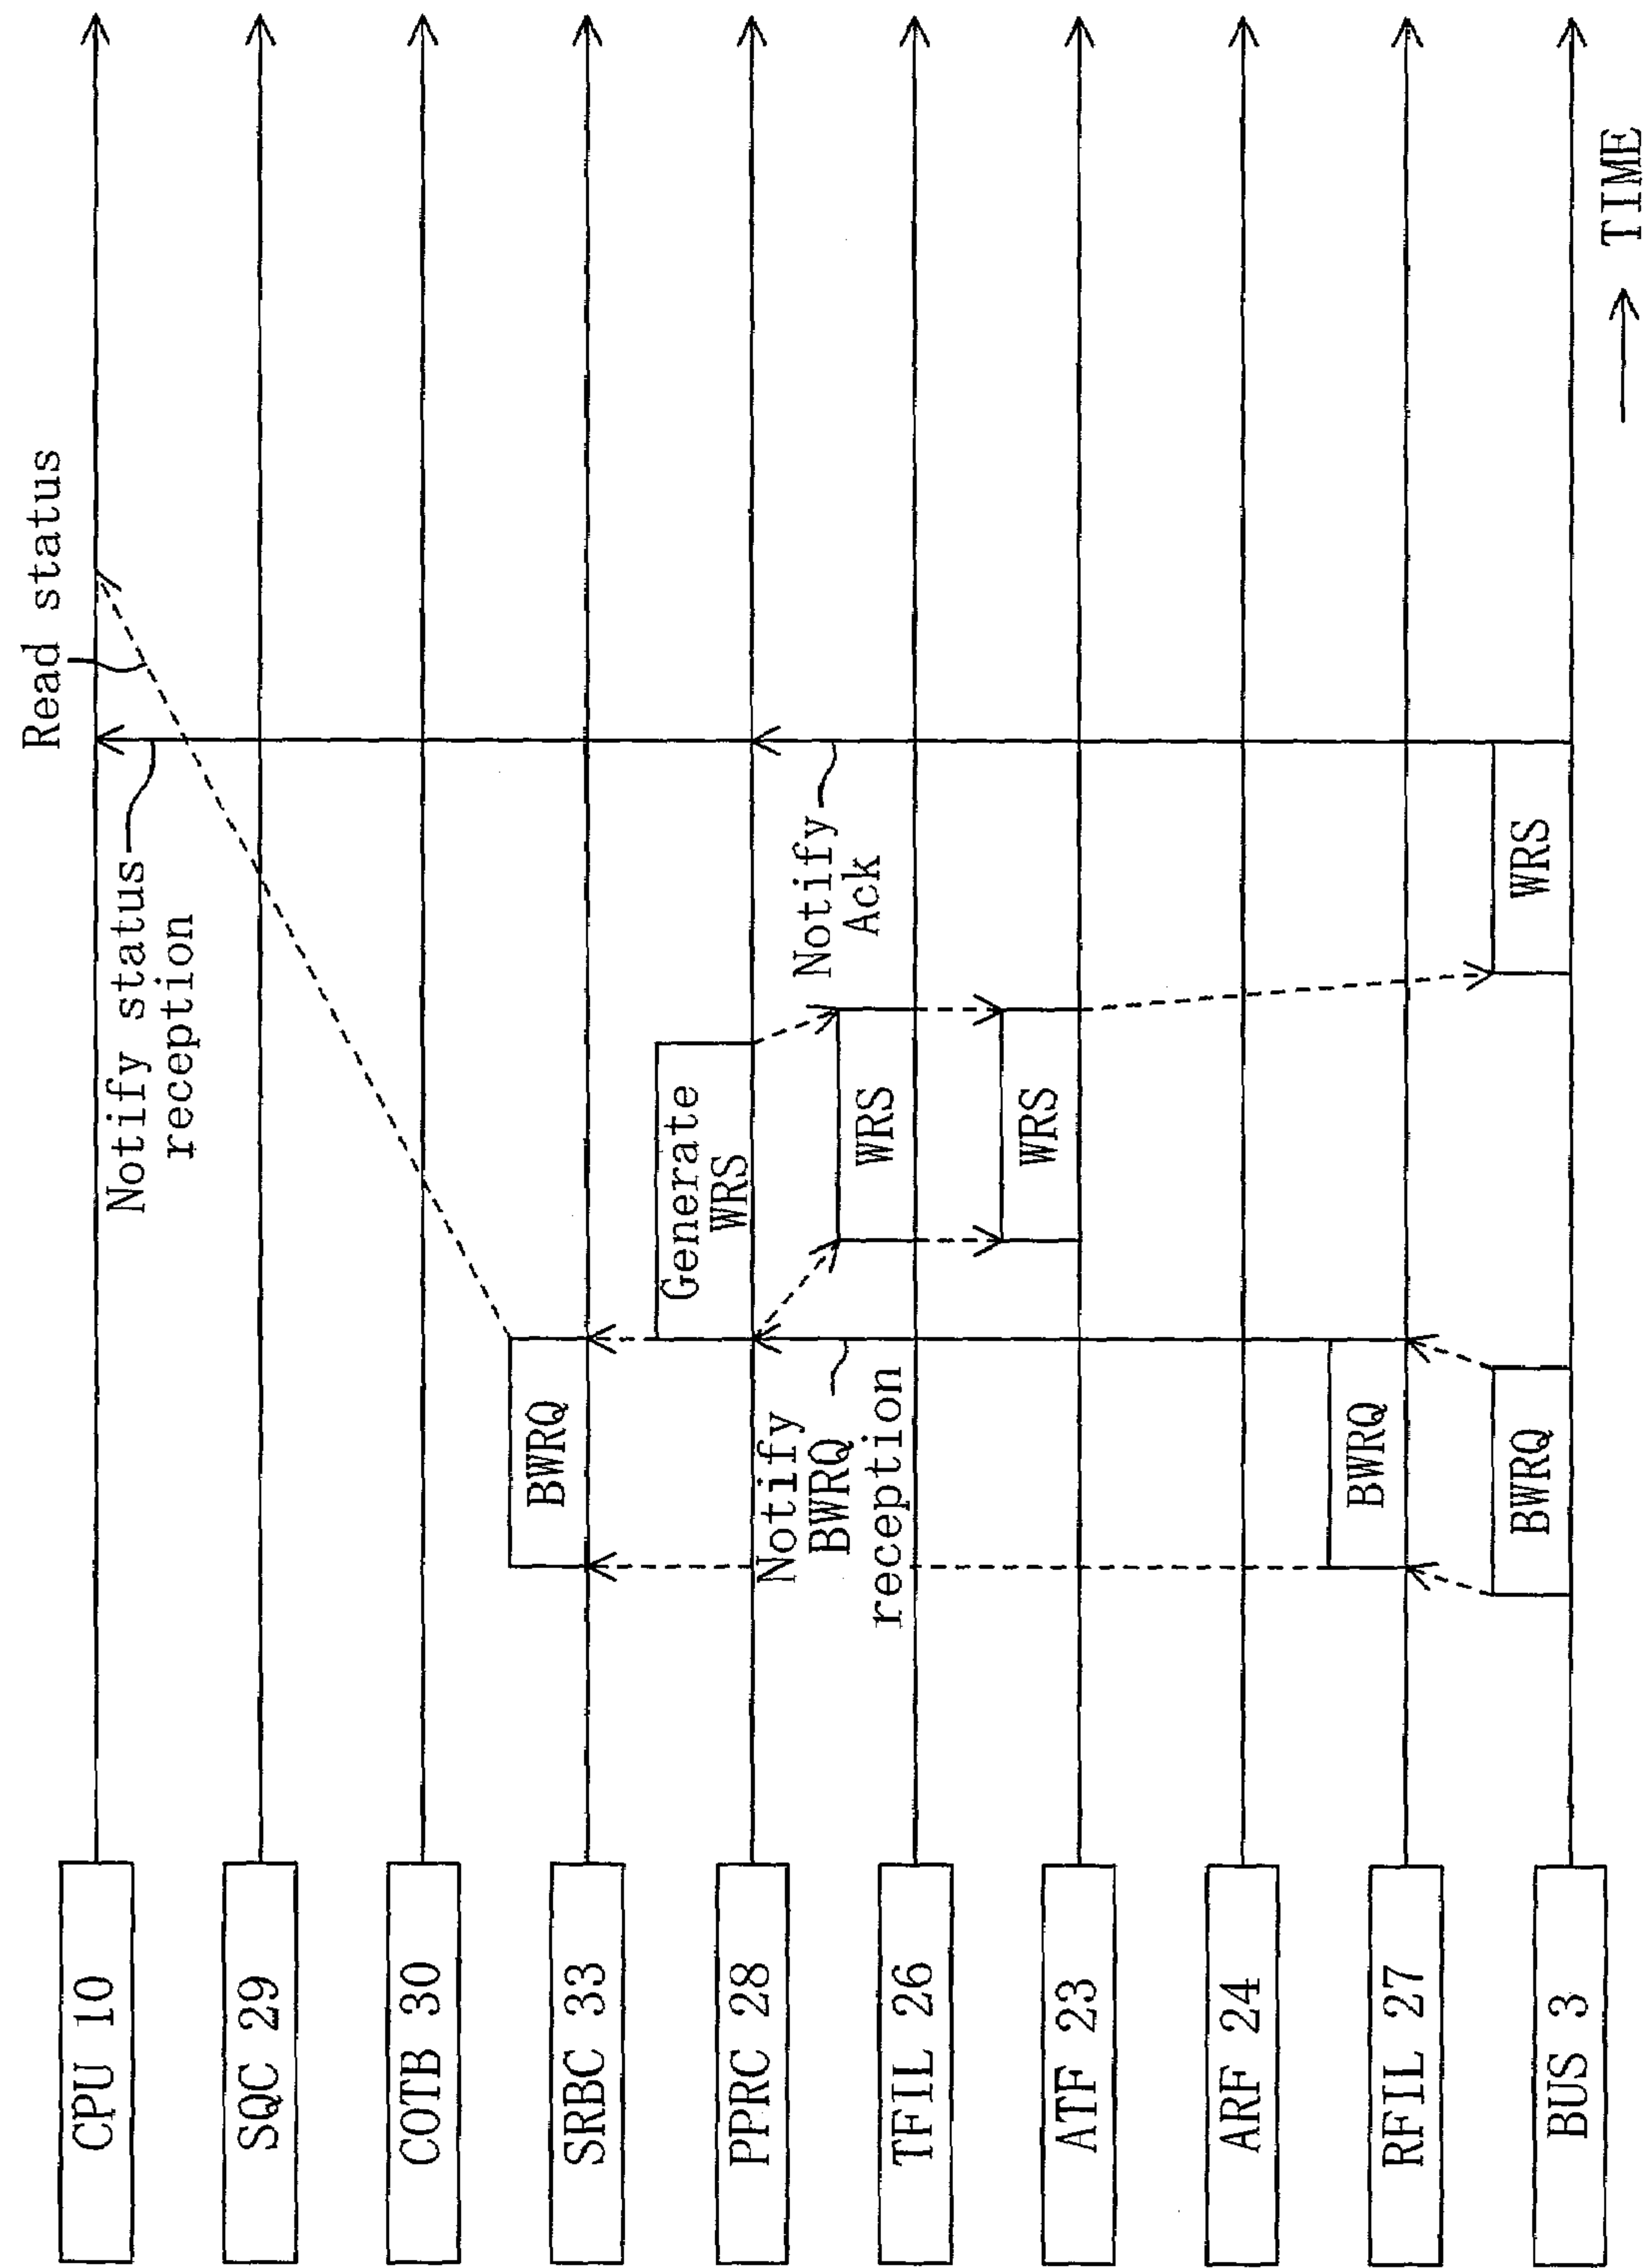 Read status
Notify status
reception
CPU 10
SQC 29
COTB 30
BWRQ
SRBC 33
Generate
WRS
PPRC 28
Notify
Ack
Notify
BWRQ
reception
WRS
TFIL 26
WRS
ATF 23
ARF 24
BWRQ
RFIL 27
BWRQ
WRS
BUS 3
TIME